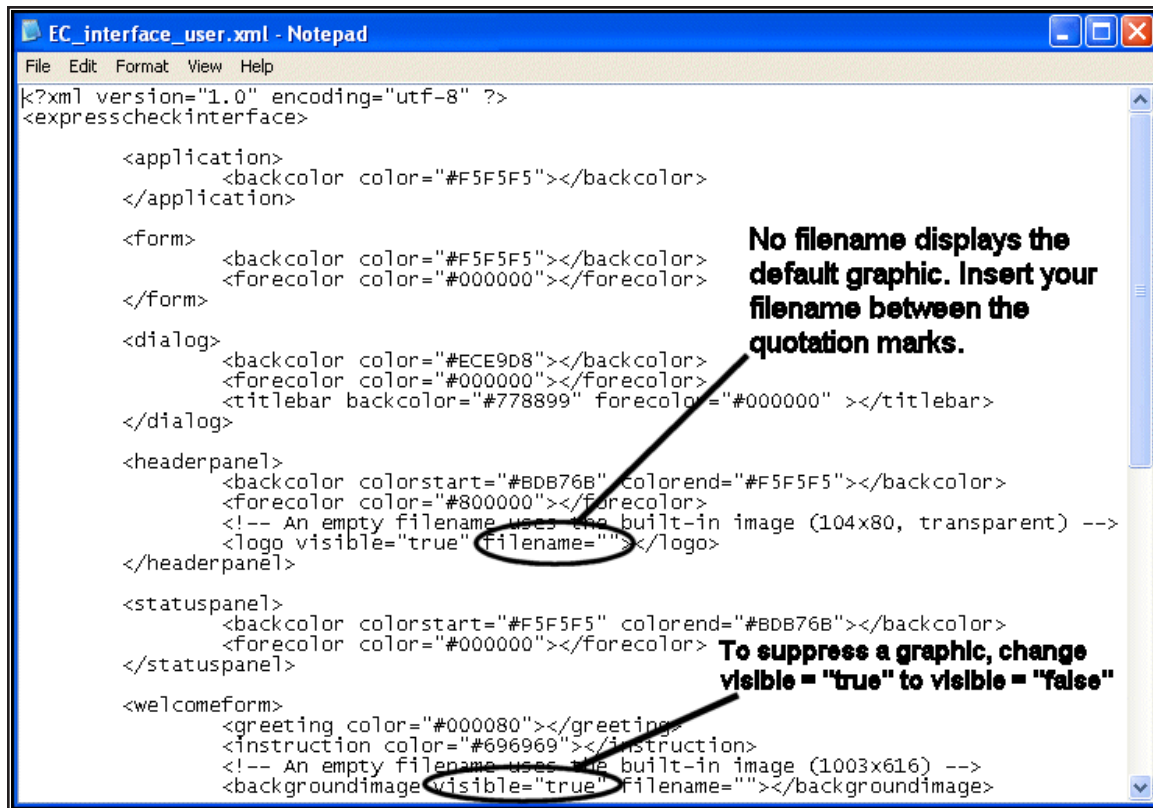 EC_interface_user.xml - Notepad
File Edit Format View Help
<?xml version="1.0" encoding="utf-8" ?>
<expresscheckinterface>
<application>
<backcolor color="#F5F5F5"></backcolor>
</application>
<form>
<backcolor color="#F5F5F5"></backcolor>
<forecolor color="#000000"></forecolor>
</form>
No filename displays the
default graphic. Insert your
filename between the
quotation marks.
<dialog>
<backcolor color="#ECE9D8"></backcolor>
<forecolor color="#000000"></forecolor>
<titlebar backcolor="#778899" forecolor="#000000" ></titlebar>
</dialog>
<headerpanel>
<backcolor colorstart="#BDB76B" colorend="#F5F5F5"></backcolor>
<forecolor color="#800000"></forecolor>
<!-- An empty filename uses the built-in image (104x80, transparent) -->
<logo visible="true" filename=""></logo>
</headerpanel>
<statuspanel>
<backcolor colorstart="#F5F5F5" colorend="#BDB76B"></backcolor>
<forecolor color="#000000"></forecolor>
</statuspanel>
To suppress a graphic, change
visible = "true" to visible = "false"
<welcomeform>
<greeting color="#000080"></greeting>
<instruction color="#696969"></instruction>
<!-- An empty filename uses the built-in image (1003x616) -->
<backgroundimage visible="true" filename=""></backgroundimage>